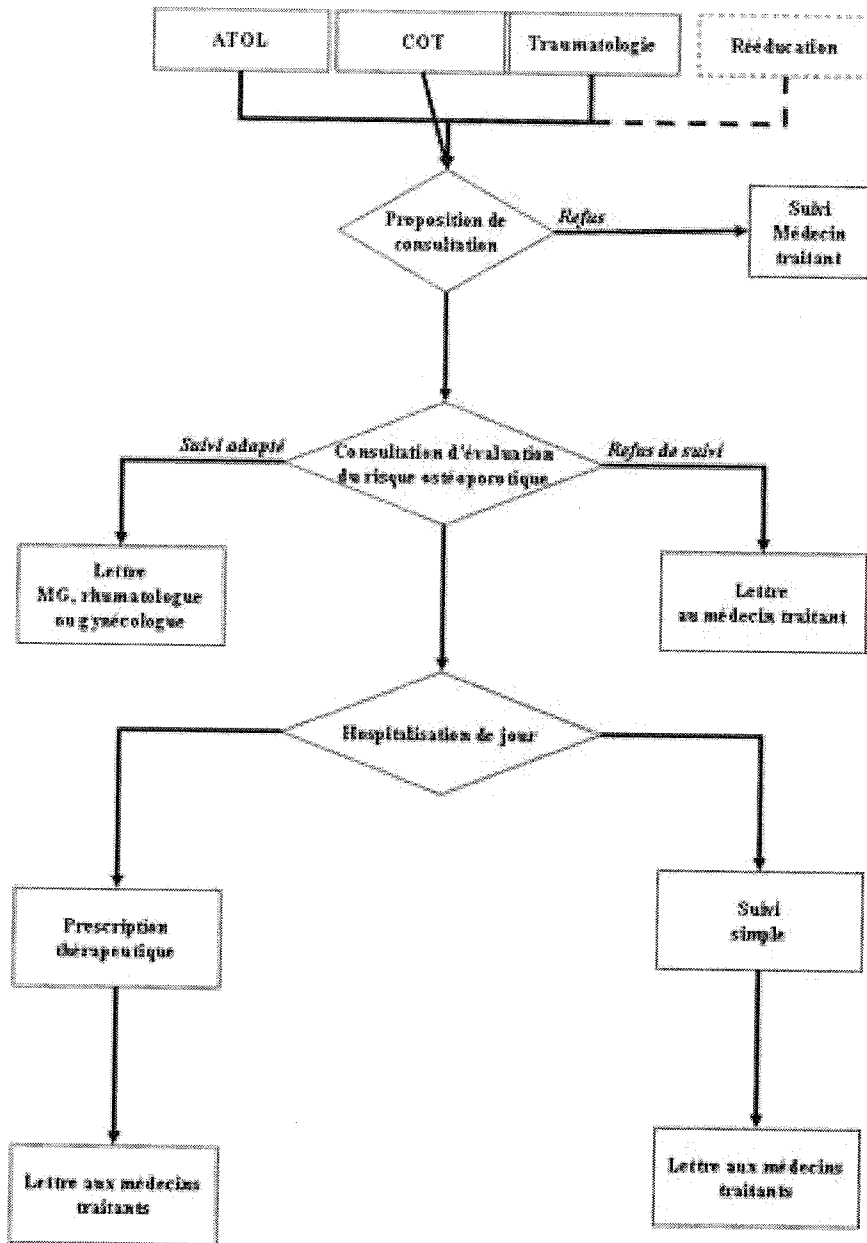 ATOL
COT
Traumatologie
Rééducation
Proposition de
consultation
Refus
Suivi
Médecin
traitant
Suivi adapté
Consultation d'évaluation
du risque ostéoporotique
Refus de suivi
Lettre
MG, rhumatologue
ou gynécologue
Lettre
au médecin traitant
Hospitalisation de jour
Prescription
thérapeutique
Suivi
simple
Lettre aux médecins
traitants
Lettre aux médecins
traitants